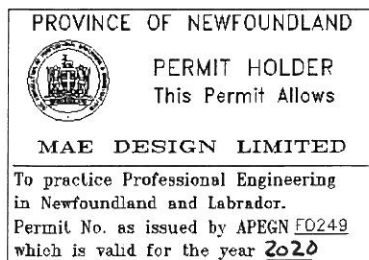 PROVINCE OF NEWFOUNDLAND
PERMIT HOLDER
This Permit Allows
MAE DESIGN LIMITED
To practice Professional Engineering
in Newfoundland and Labrador.
Permit No. as issued by APEGN F0249
which is valid for the year 2020